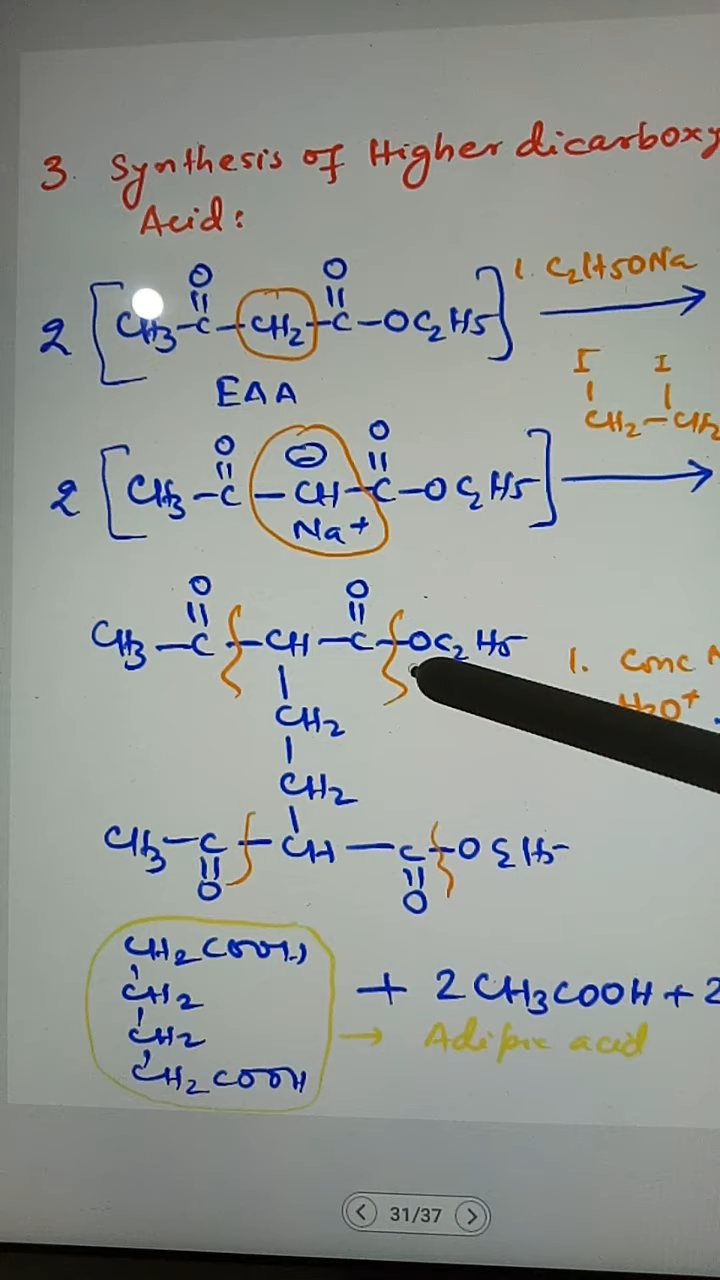 3. Synthesis of Higher dicarboxy
Acid:
2 [CH3-C(=O)-CH2-C(=O)-OC2H5] 1. C2H5ONa
EAA
I I
CH2-CH2
2 [CH3-C(=O)-CH(⊖)-C(=O)-OC2H5]
Na+
CH3-C(=O)-CH-C(=O)-OC2H5
1. Conc
H2O+
CH2
CH2
CH3-C(=O)-CH-C(=O)-OC2H5
CH2COOH
CH2
CH2
CH2COOH
+ 2CH3COOH + 2
→ Adipic acid
31/37